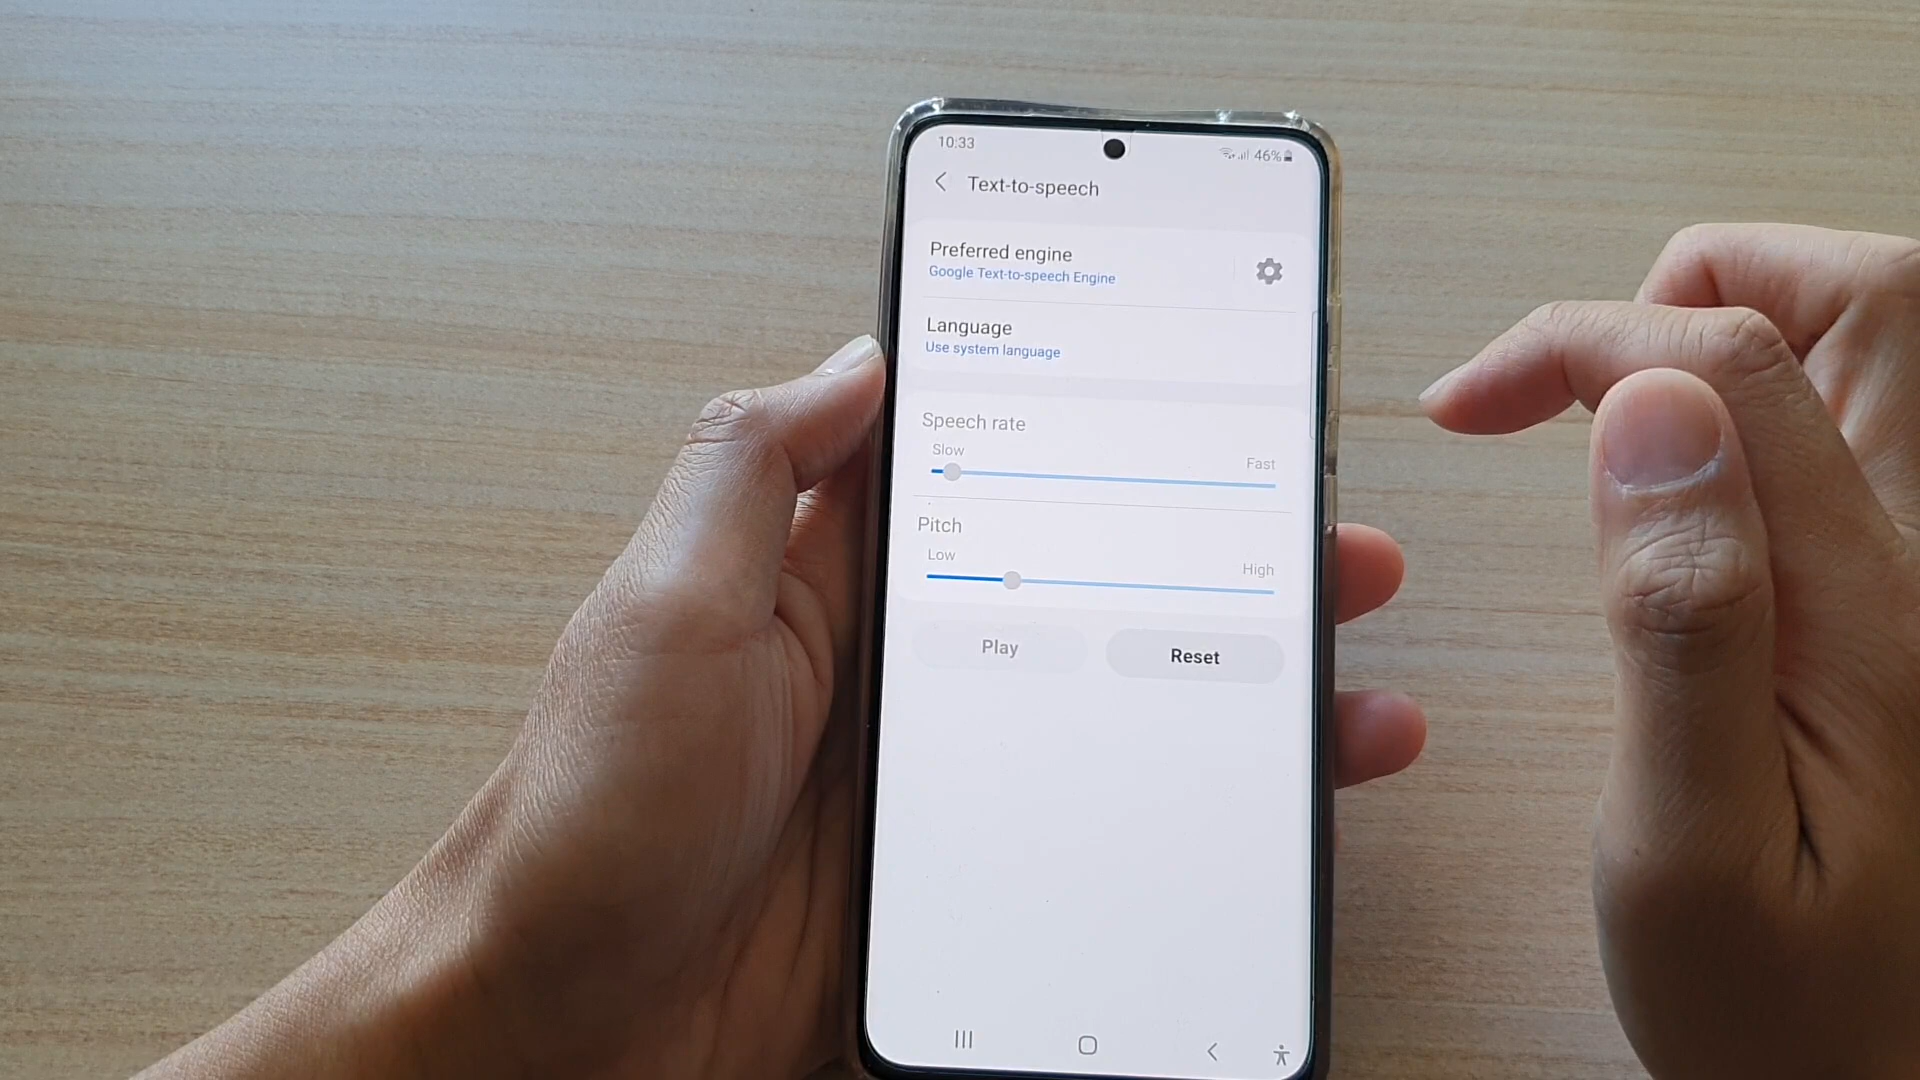 10:33
46%
Text-to-speech
Preferred engine
Google Text-to-speech Engine
Language
Use system language
Speech rate
Slow
Fast
Pitch
Low
High
Play
Reset